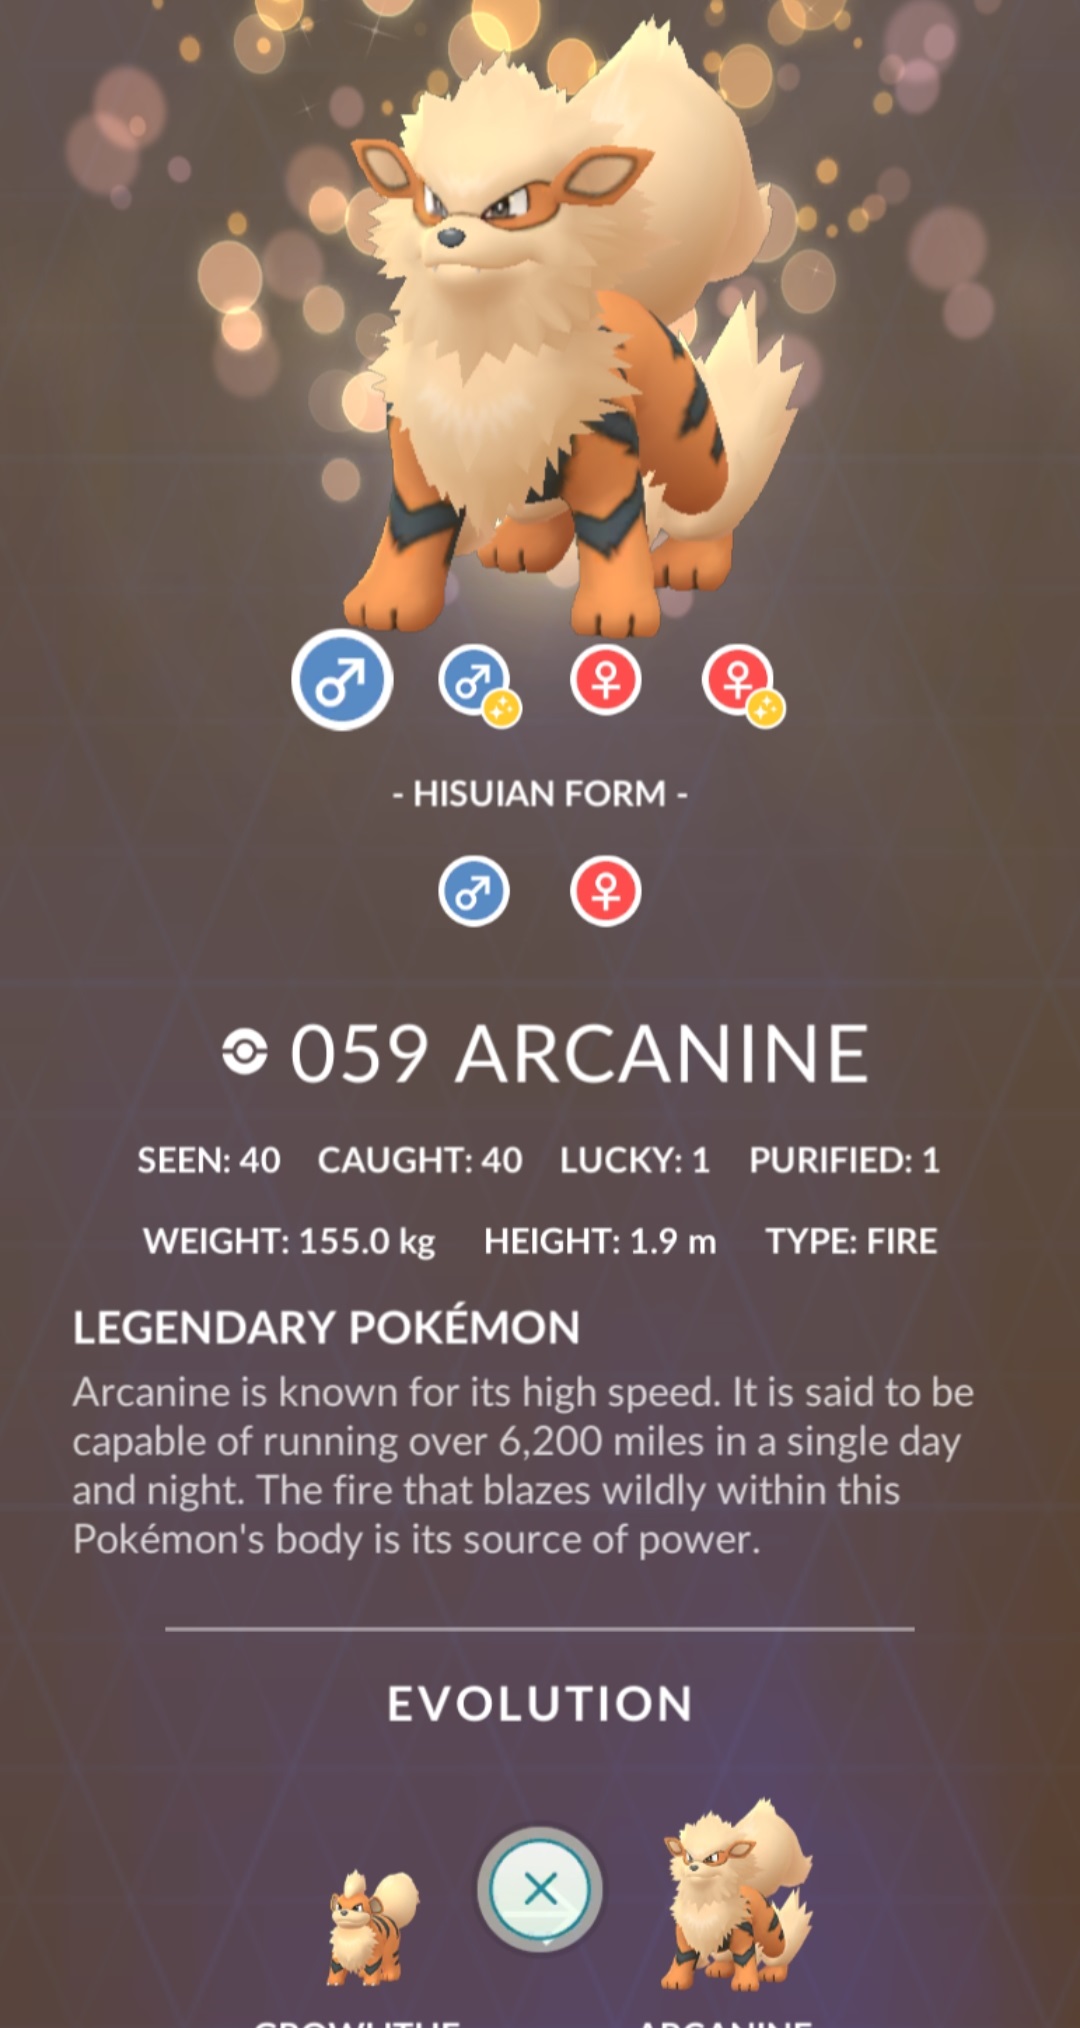 - HISUIAN FORM -
059 ARCANINE
SEEN: 40 CAUGHT: 40 LUCKY: 1 PURIFIED: 1
WEIGHT: 155.0 kg HEIGHT: 1.9 m TYPE: FIRE
LEGENDARY POKÉMON
Arcanine is known for its high speed. It is said to be
capable of running over 6,200 miles in a single day
and night. The fire that blazes wildly within this
Pokémon's body is its source of power.
EVOLUTION
GROWLITHE ARCANINE